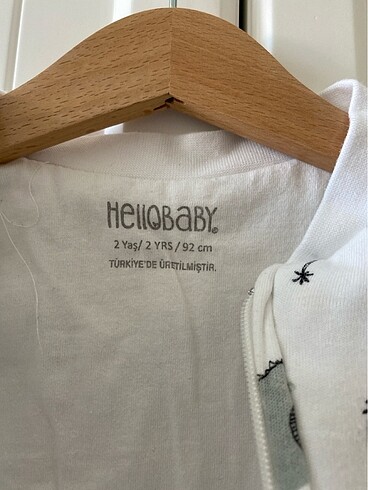 HelloBaby
2 Yaş/ 2 YRS / 92 cm
TÜRKİYE'DE ÜRETİLMİŞTİR.